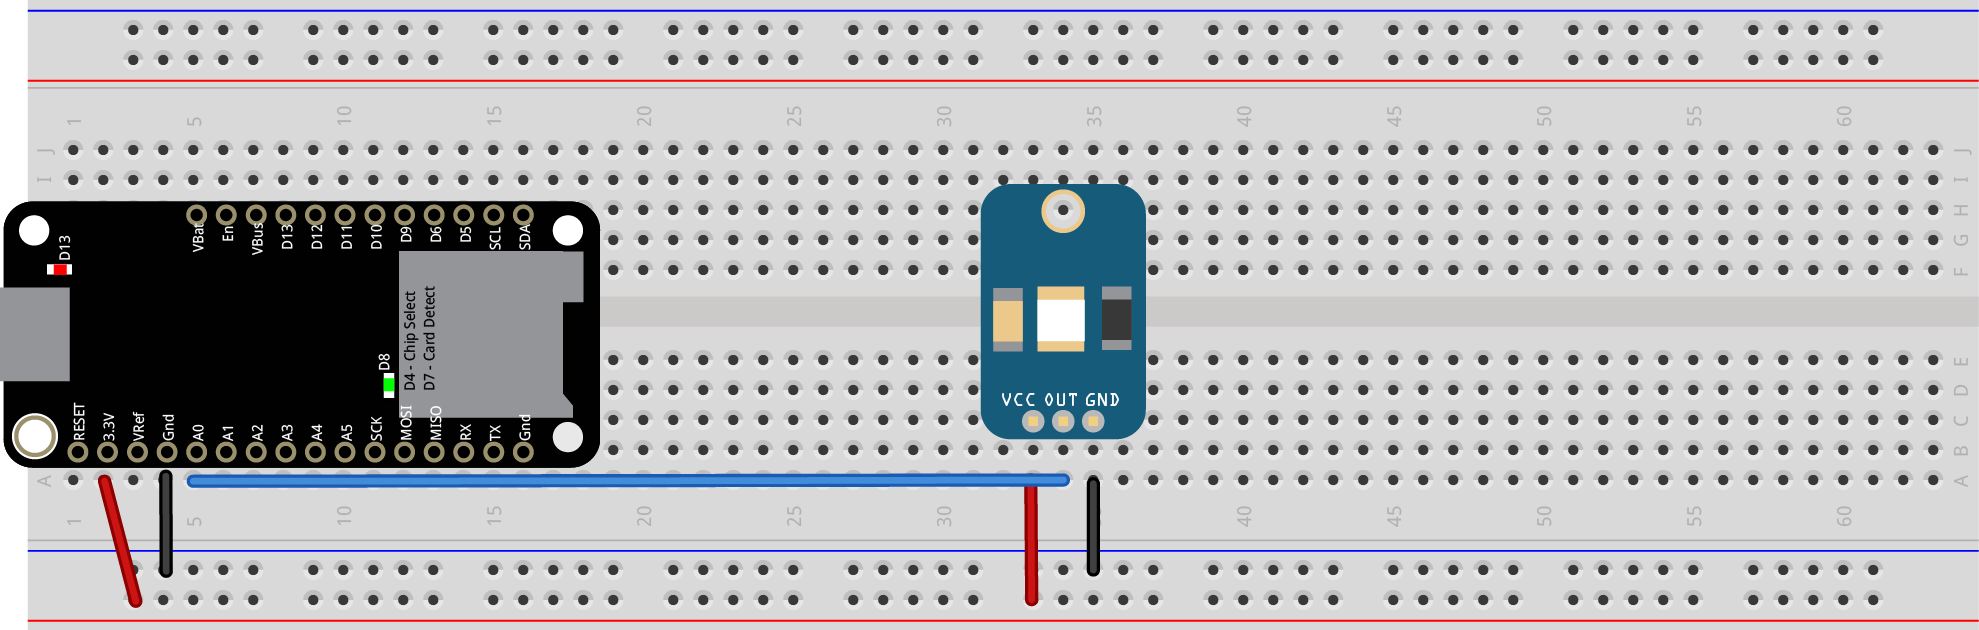 1 5 10 15 20 25 30 35 40 45 50 55 60
J J
I I
H
G
F
D13
VBat En VBus D13 D12 D11 D10 D9 D6 D5 SCL SDA
D8
D4 - Chip Select
D7 - Card Detect
RESET 3.3V VRef Gnd A0 A1 A2 A3 A4 A5 SCK MOSI MISO RX TX Gnd
VCC OUT GND
E
D
C
B
A A
1 5 10 15 20 25 30 40 45 50 55 60